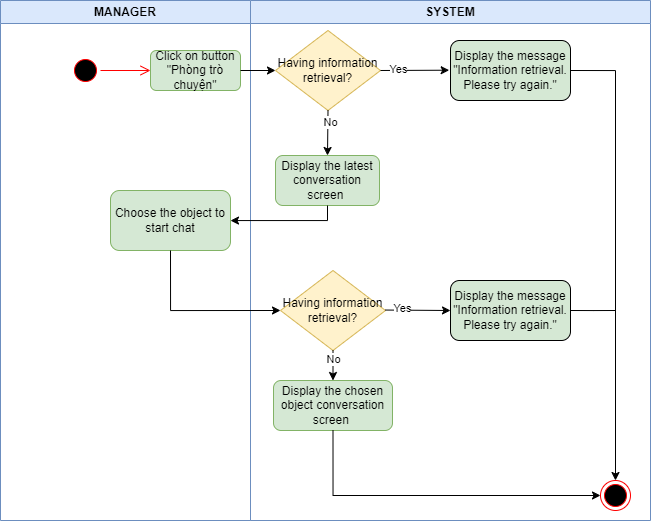 MANAGER
SYSTEM
Click on button
"Phòng trò
chuyện"
Having information
retrieval?
Yes
Display the message
"Information retrieval.
Please try again."
No
Display the latest
conversation
screen
Choose the object to
start chat
Having information
retrieval?
Yes
Display the message
"Information retrieval.
Please try again."
No
Display the chosen
object conversation
screen